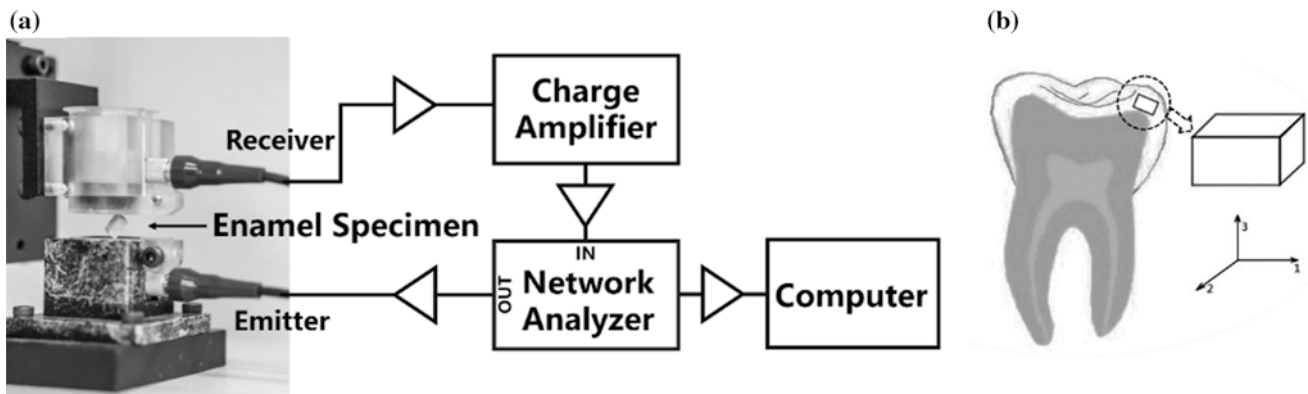 (a)
Receiver
Charge
Amplifier
Enamel Specimen
IN
OUT
Network
Analyzer
Computer
Emitter
(b)
3
1
2